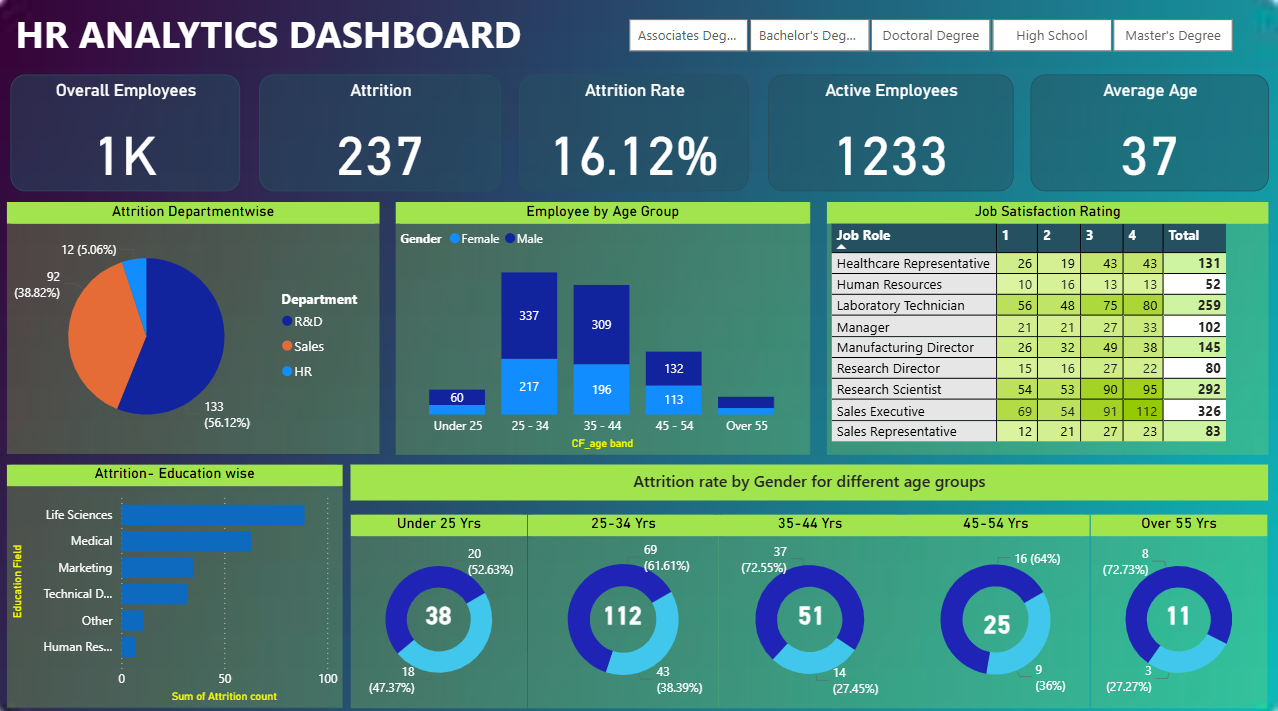 HR ANALYTICS DASHBOARD
Associates Deg...
Bachelor's Deg...
Doctoral Degree
High School
Master's Degree
Overall Employees
1K
Attrition
237
Attrition Rate
16.12%
Active Employees
1233
Average Age
37
Attrition Departmentwise
12 (5.06%)
92
(38.82%)
133
(56.12%)
Department
R&D
Sales
HR
Employee by Age Group
Gender Female Male
60
337
217
309
196
132
113
Under 25 25 - 34 35 - 44 45 - 54 Over 55
CF_age band
Job Satisfaction Rating
Job Role 1 2 3 4 Total
Healthcare Representative 26 19 43 43 131
Human Resources 10 16 13 13 52
Laboratory Technician 56 48 75 80 259
Manager 21 21 27 33 102
Manufacturing Director 26 32 49 38 145
Research Director 15 16 27 22 80
Research Scientist 54 53 90 95 292
Sales Executive 69 54 91 112 326
Sales Representative 12 21 27 23 83
Attrition- Education wise
Education Field
Life Sciences
Medical
Marketing
Technical D...
Other
Human Res...
0 50 100
Sum of Attrition count
Attrition rate by Gender for different age groups
Under 25 Yrs
20
(52.63%)
38
18
(47.37%)
25-34 Yrs
69
(61.61%)
112
43
(38.39%)
35-44 Yrs
37
(72.55%)
51
14
(27.45%)
45-54 Yrs
16 (64%)
25
9
(36%)
Over 55 Yrs
8
(72.73%)
11
3
(27.27%)